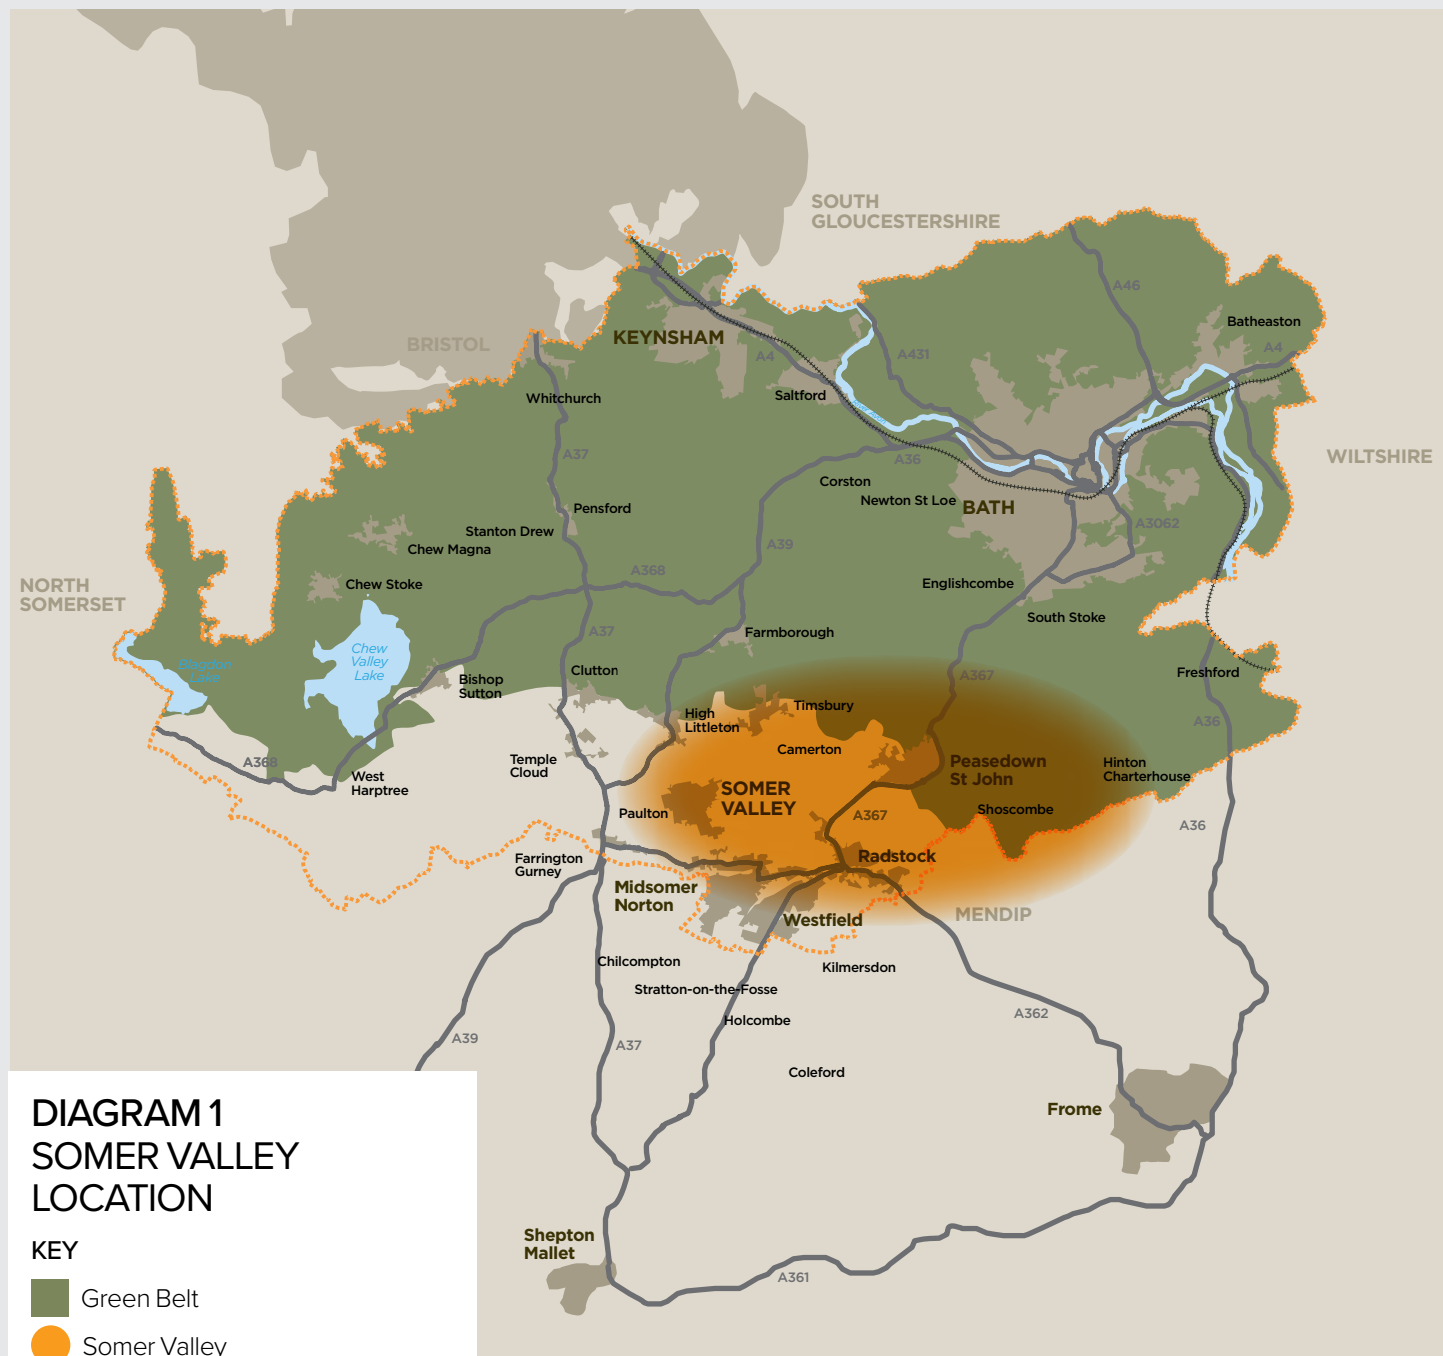 SOUTH
GLOUCESTERSHIRE
A46
Batheaston
A4
BRISTOL
KEYNSHAM
A4
A431
Whitchurch
Saltford
A37
A36
WILTSHIRE
Corston
Newton St Loe
BATH
Pensford
Stanton Drew
Chew Magna
A3062
A39
A368
NORTH
SOMERSET
Chew Stoke
Englishcombe
South Stoke
A37
Farmborough
Chew
Valley
Lake
Blagdon
Lake
Clutton
Bishop
Sutton
A367
Freshford
High
Littleton
Timsbury
A36
Camerton
Temple
Cloud
Peasedown
St John
Hinton
Charterhouse
A368
West
Harptree
SOMER
VALLEY
Paulton
A367
Shoscombe
A36
Farrington
Gurney
Radstock
Midsomer
Norton
Westfield
MENDIP
Chilcompton
Kilmersdon
Stratton-on-the-Fosse
Holcombe
A362
A39
A37
Coleford
Frome
DIAGRAM 1
SOMER VALLEY
LOCATION
KEY
Green Belt
Somer Valley
Shepton
Mallet
A361